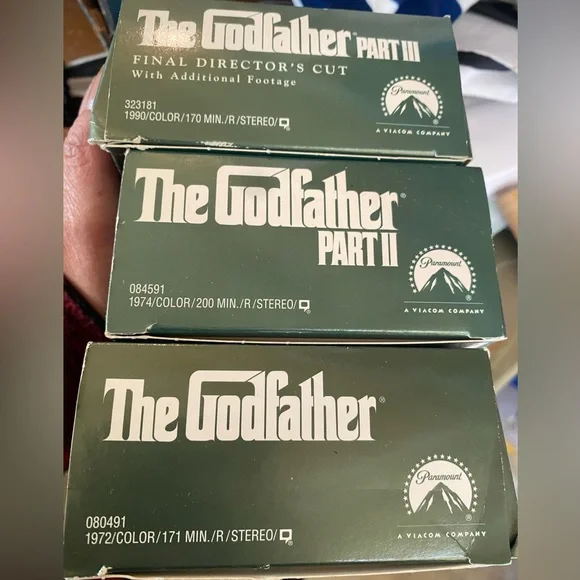 The Godfather PART III
FINAL DIRECTOR'S CUT
With Additional Footage
323181
1990/COLOR/170 MIN./R/STEREO/
Paramount
A VIACOM COMPANY
The Godfather®
PART II
084591
1974/COLOR/200 MIN./R/STEREO/
Paramount
®
A VIACOM COMPANY
The Godfather®
080491
1972/COLOR/171 MIN./R/STEREO/
Paramount
®
A VIACOM COMPANY